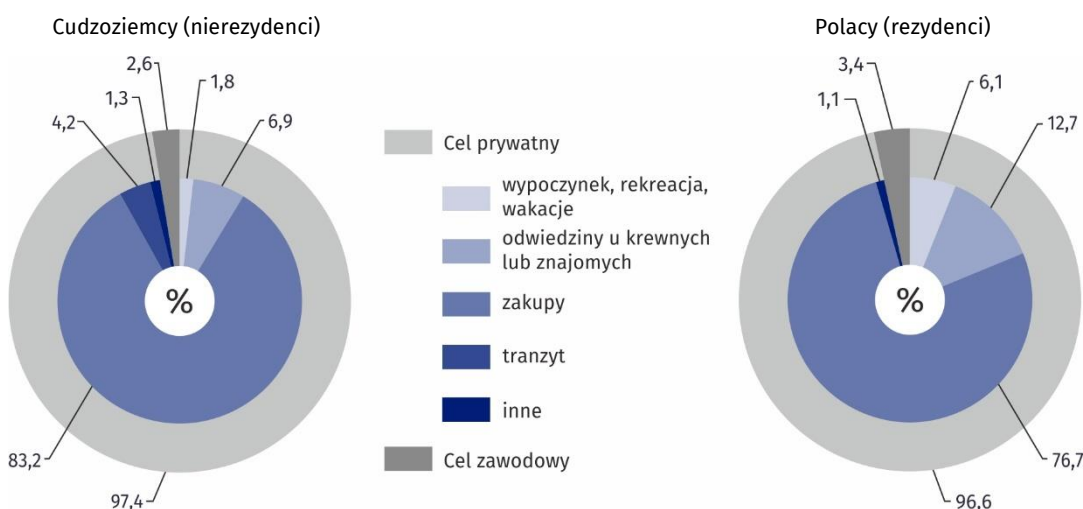 Cudzoziemcy (nierezydenci)
2,6
1,8
1,3
4,2
6,9
%
83,2
97,4
Cel prywatny
wypoczynek, rekreacja,
wakacje
odwiedziny u krewnych
lub znajomych
zakupy
tranzyt
inne
Cel zawodowy
Polacy (rezydenci)
3,4
6,1
1,1
12,7
%
76,7
96,6